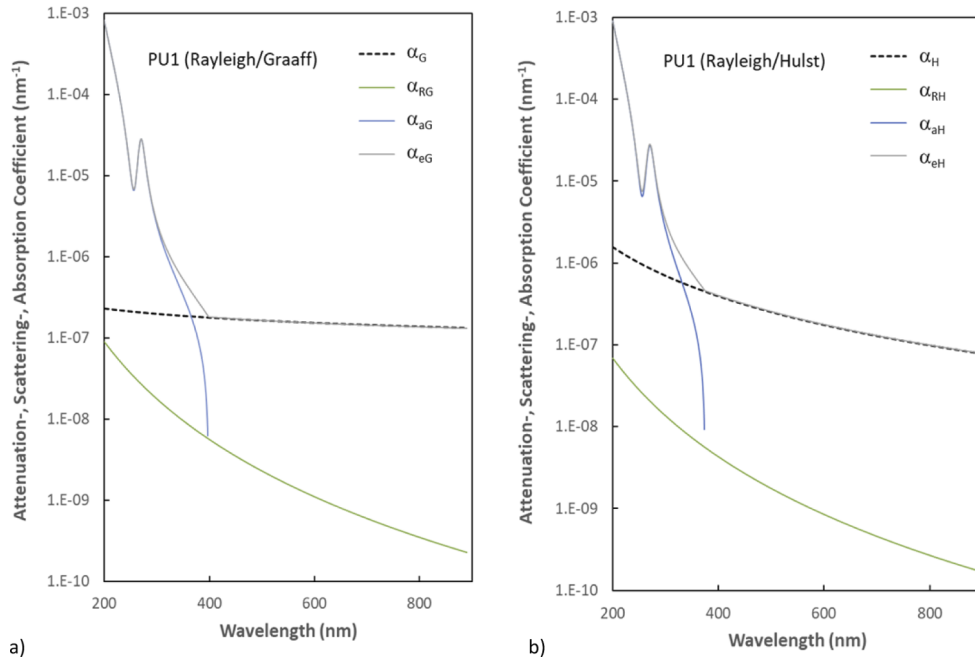 PU1 (Rayleigh/Graaff)
α_G
α_RG
α_aG
α_eG
Attenuation-, Scattering-, Absorption Coefficient (nm⁻¹)
1.E-03
1.E-04
1.E-05
1.E-06
1.E-07
1.E-08
1.E-09
1.E-10
200
400
600
800
Wavelength (nm)
a)
PU1 (Rayleigh/Hulst)
α_H
α_RH
α_aH
α_eH
Attenuation-, Scattering-, Absorption Coefficient (nm⁻¹)
1.E-03
1.E-04
1.E-05
1.E-06
1.E-07
1.E-08
1.E-09
1.E-10
200
400
600
800
Wavelength (nm)
b)